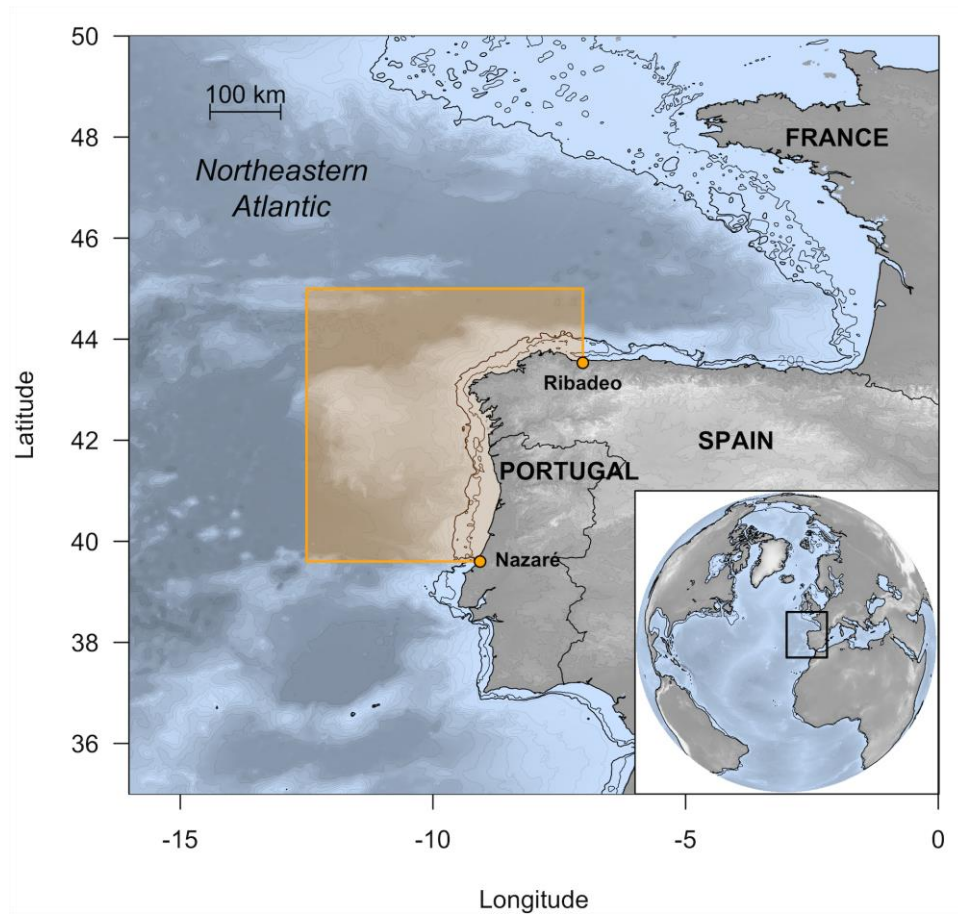 50
48
46
44
42
40
38
36
Latitude
100 km
Northeastern
Atlantic
FRANCE
Ribadeo
SPAIN
PORTUGAL
Nazaré
-15
-10
-5
0
Longitude